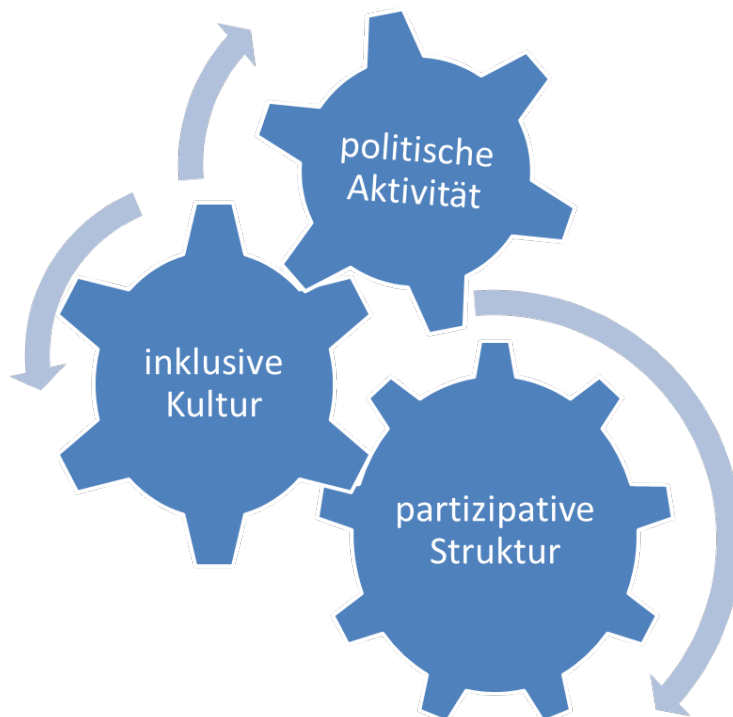 politische
Aktivität
inklusive
Kultur
partizipative
Struktur